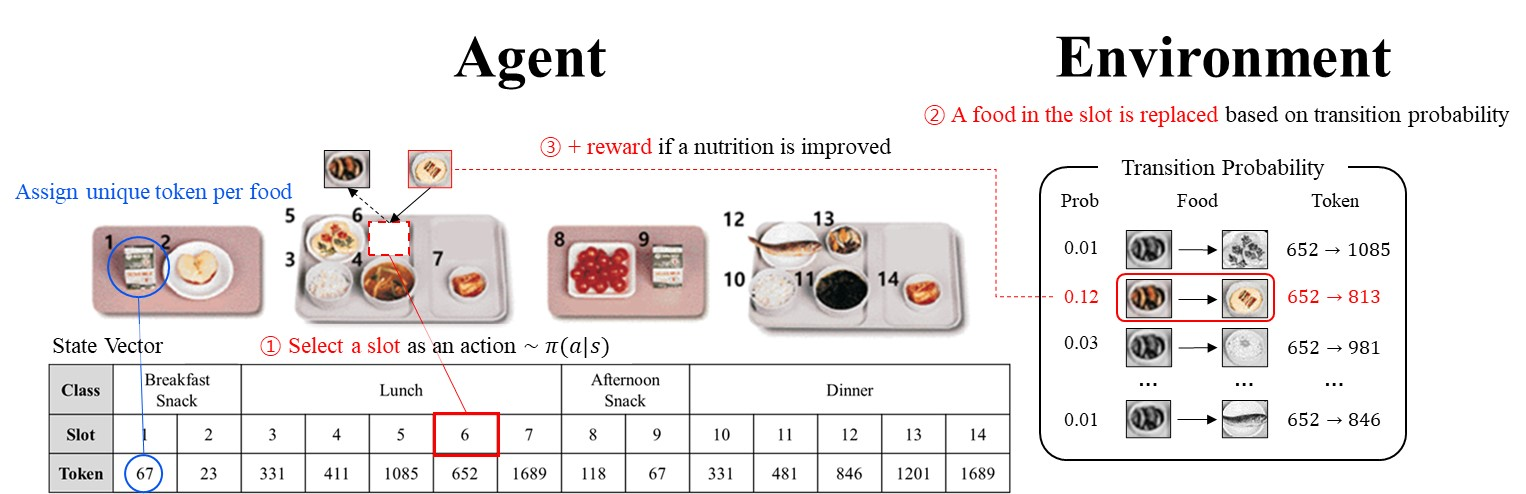 Agent
Environment
② A food in the slot is replaced based on transition probability
③ + reward if a nutrition is improved
Assign unique token per food
1 2
5 6
3 4 7
8 9
12 13
10 11 14
Transition Probability
Prob Food Token
0.01 652 → 1085
0.12 652 → 813
0.03 652 → 981
... ... ...
0.01 652 → 846
State Vector
① Select a slot as an action ~ π(a|s)
Class Breakfast Snack Lunch Afternoon Snack Dinner
Slot 1 2 3 4 5 6 7 8 9 10 11 12 13 14
Token 67 23 331 411 1085 652 1689 118 67 331 481 846 1201 1689